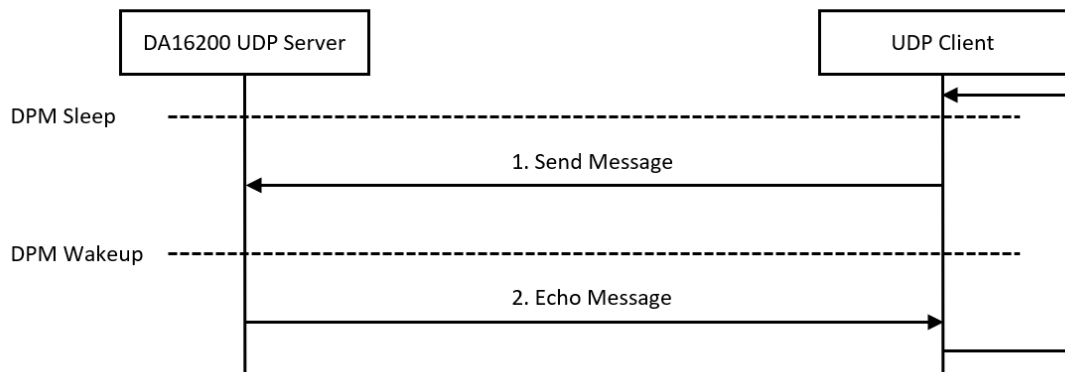 DA16200 UDP Server
UDP Client
DPM Sleep
1. Send Message
DPM Wakeup
2. Echo Message